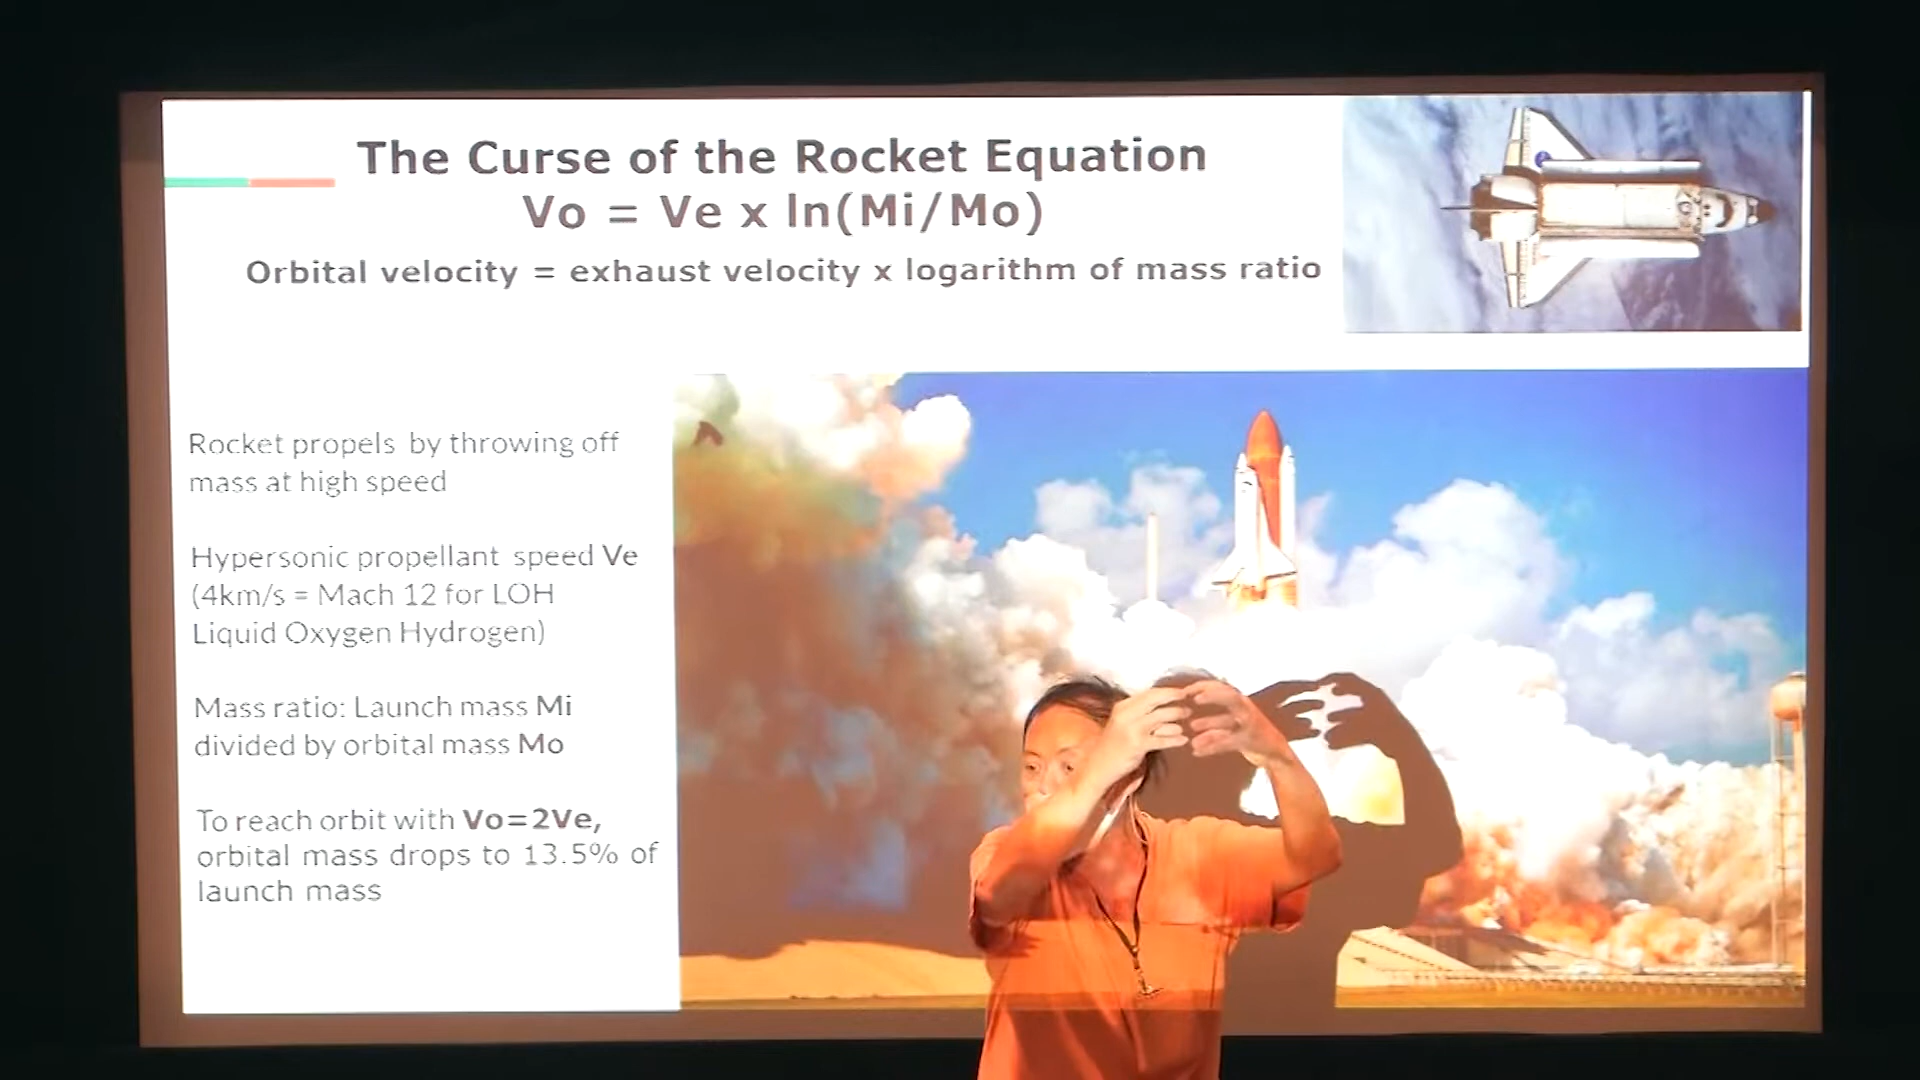 The Curse of the Rocket Equation
Vo = Ve x ln(Mi/Mo)
Orbital velocity = exhaust velocity x logarithm of mass ratio
Rocket propels by throwing off
mass at high speed
Hypersonic propellant speed Ve
(4km/s = Mach 12 for LOH
Liquid Oxygen Hydrogen)
Mass ratio: Launch mass Mi
divided by orbital mass Mo
To reach orbit with Vo=2Ve,
orbital mass drops to 13.5% of
launch mass